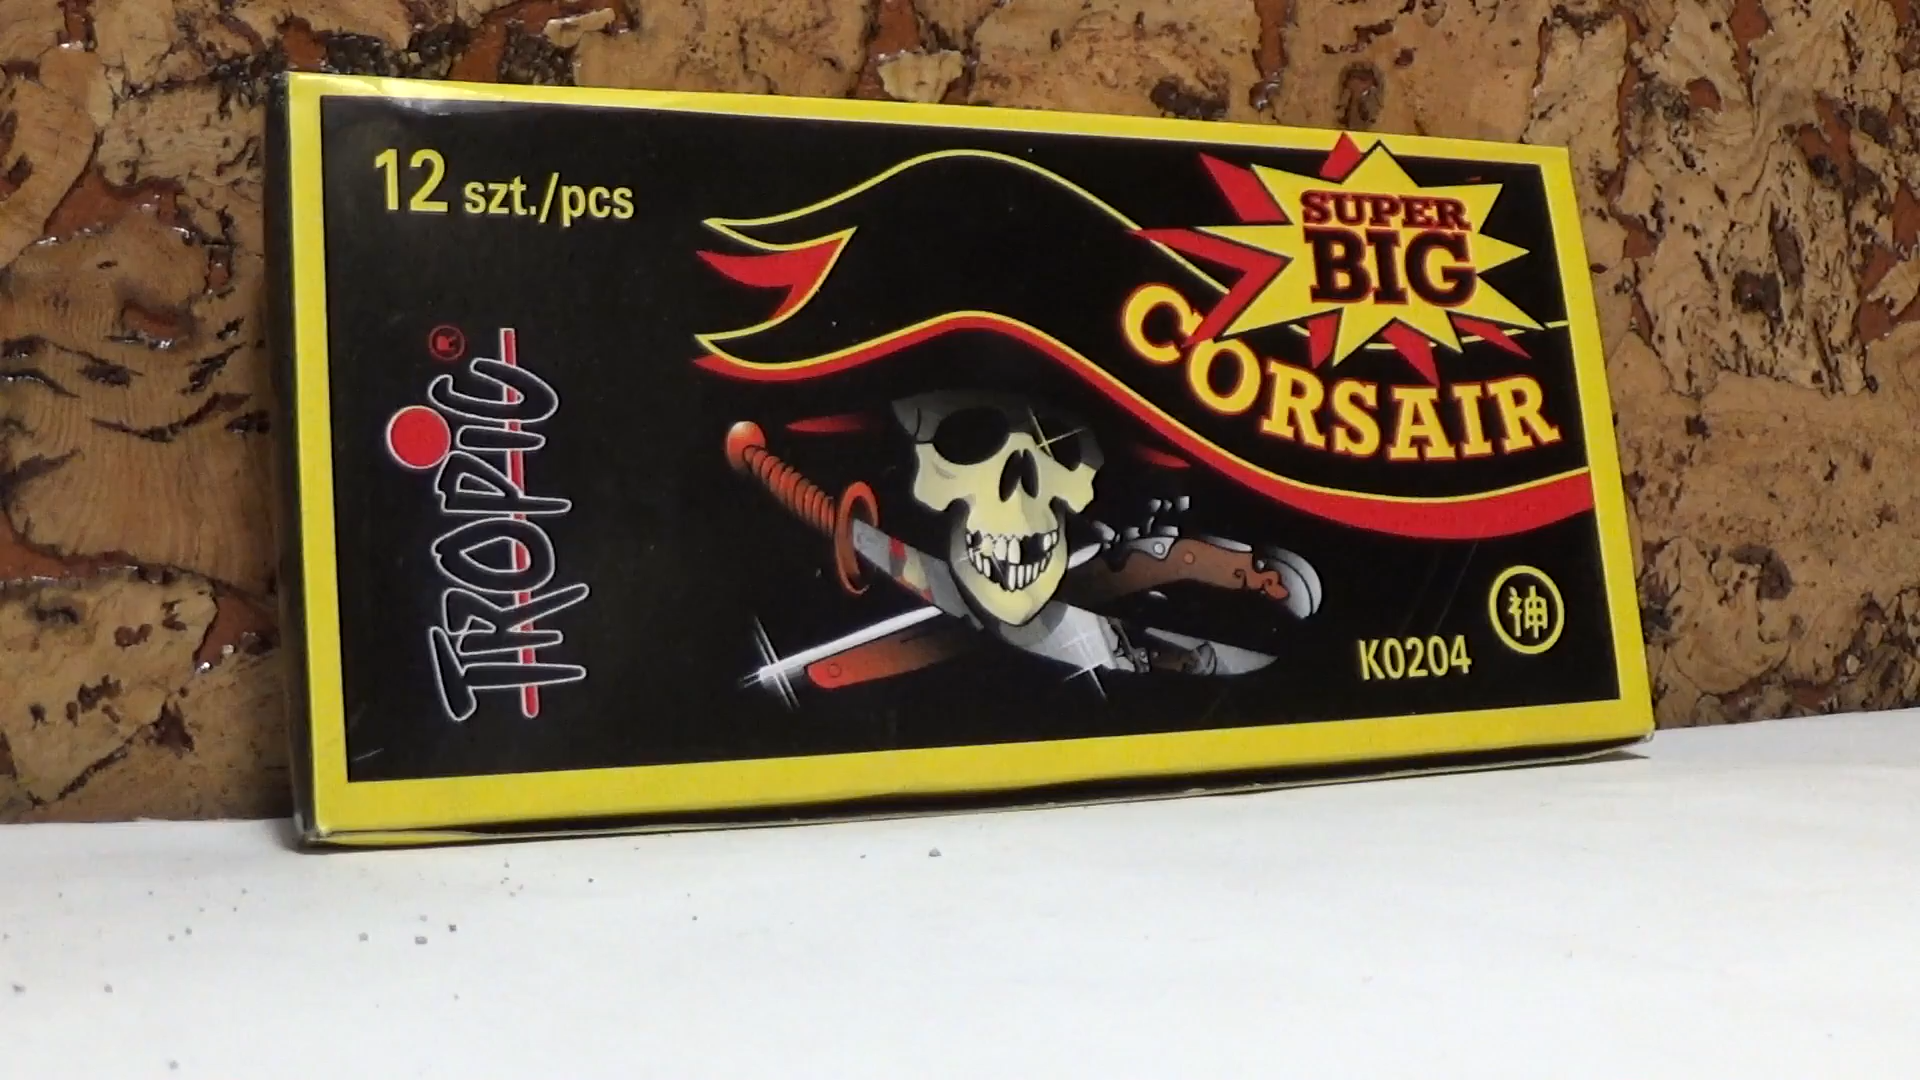 12 szt./pcs
SUPER
BIG
CORSAIR
TROPIC®
K0204
神